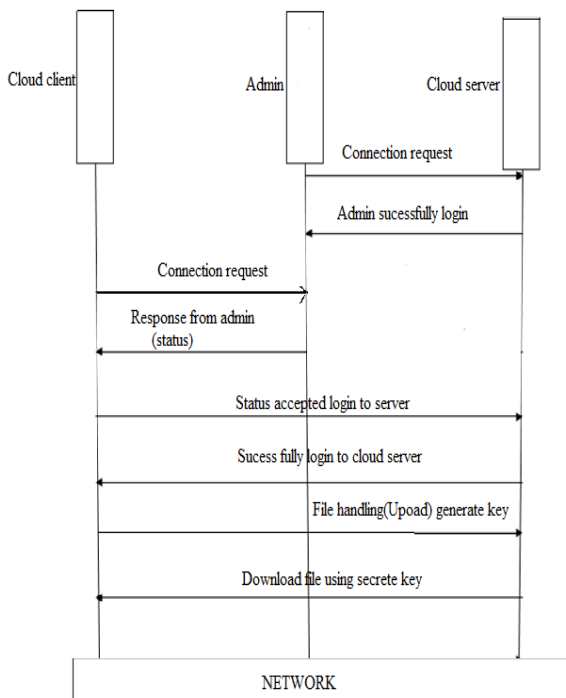 Cloud client
Admin
Cloud server
Connection request
Admin sucessfully login
Connection request
Response from admin
(status)
Status accepted login to server
Sucess fully login to cloud server
File handling(Upoad) generate key
Download file using secrete key
NETWORK